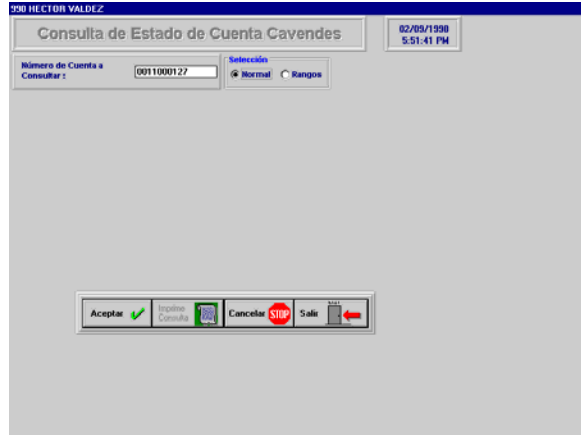 990 HECTOR VALDEZ
Consulta de Estado de Cuenta Cavendes
02/09/1998
5:51:41 PM
Número de Cuenta a
Consultar :
0011000127
Selección
Normal
Rangos
Aceptar
Imprime
Consulta
Cancelar
STOP
Salir